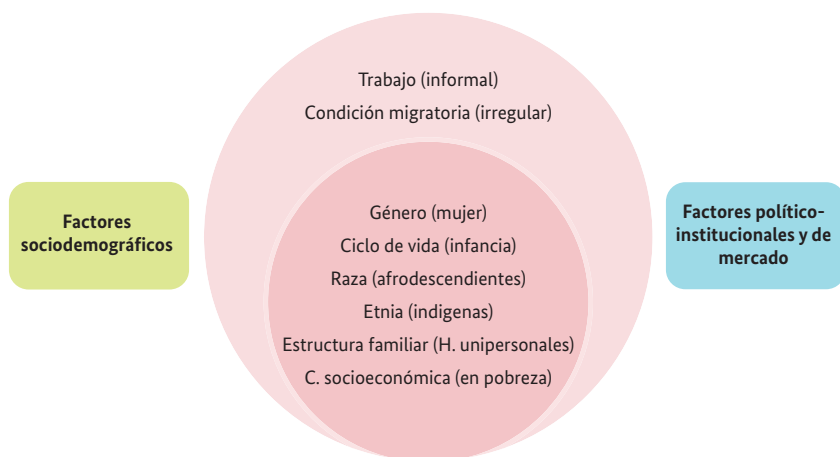 Trabajo (informal)
Condición migratoria (irregular)
Factores
sociodemográficos
Género (mujer)
Ciclo de vida (infancia)
Raza (afrodescendientes)
Etnia (indigenas)
Estructura familiar (H. unipersonales)
C. socioeconómica (en pobreza)
Factores político-
institucionales y de
mercado